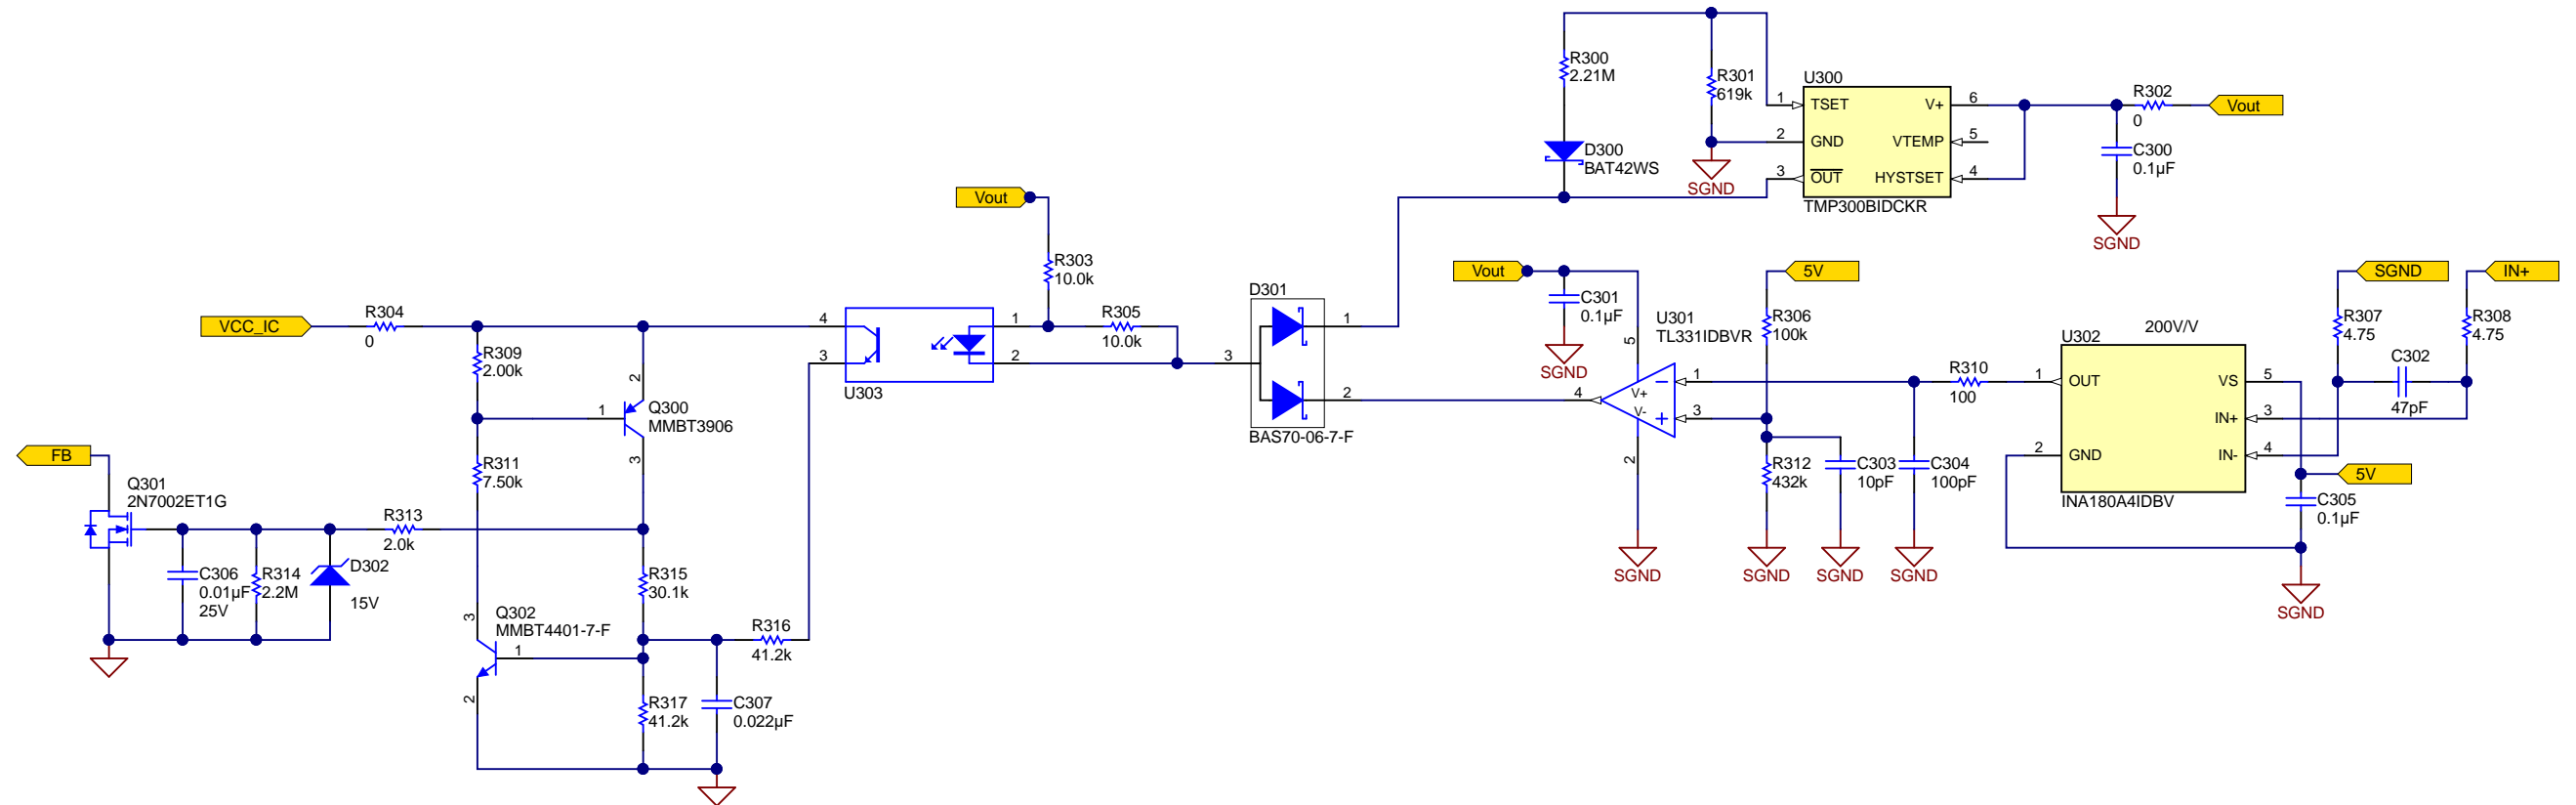 R300
2.21M
R301
619k
D300
BAT42WS
SGND
U300
1
TSET
V+
6
2
GND
VTEMP
5
3
OUT
HYSTSET
4
TMP300BIDCKR
R302
0
Vout
C300
0.1µF
SGND
Vout
R303
10.0k
R305
10.0k
VCC_IC
R304
0
R309
2.00k
4
3
1
2
U303
2
1
Q300
MMBT3906
3
R311
7.50k
D301
3
1
2
BAS70-06-7-F
Vout
C301
0.1µF
SGND
U301
TL331IDBVR
5
4
V+
V-
1
3
2
SGND
5V
R306
100k
R312
432k
SGND
C303
10pF
SGND
C304
100pF
SGND
R310
100
U302
200V/V
1
OUT
VS
5
IN+
3
2
GND
IN-
4
INA180A4IDBV
SGND
IN+
R307
4.75
R308
4.75
C302
47pF
5V
C305
0.1µF
SGND
FB
Q301
2N7002ET1G
R313
2.0k
C306
0.01µF
25V
R314
2.2M
D302
15V
R315
30.1k
3
Q302
MMBT4401-7-F
1
2
R316
41.2k
R317
41.2k
C307
0.022µF